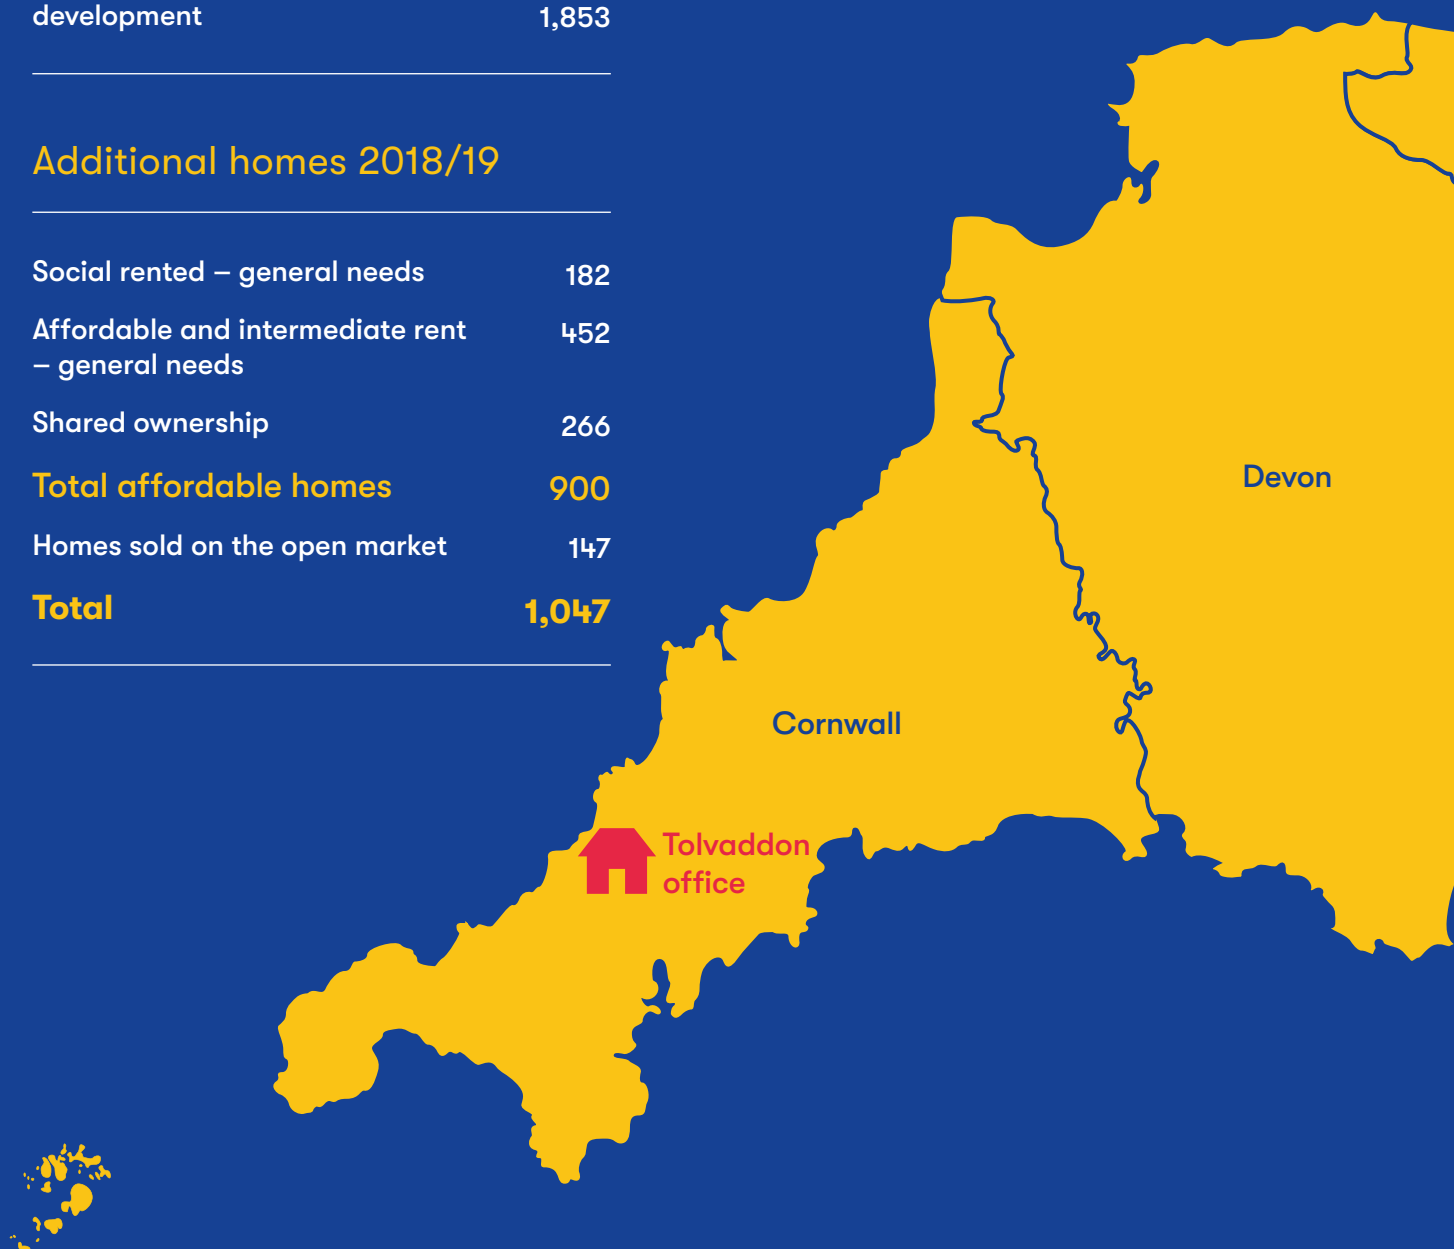 development 1,853
Additional homes 2018/19
Social rented – general needs 182
Affordable and intermediate rent 452
– general needs
Shared ownership 266
Total affordable homes 900
Homes sold on the open market 147
Total 1,047
Devon
Cornwall
Tolvaddon
office